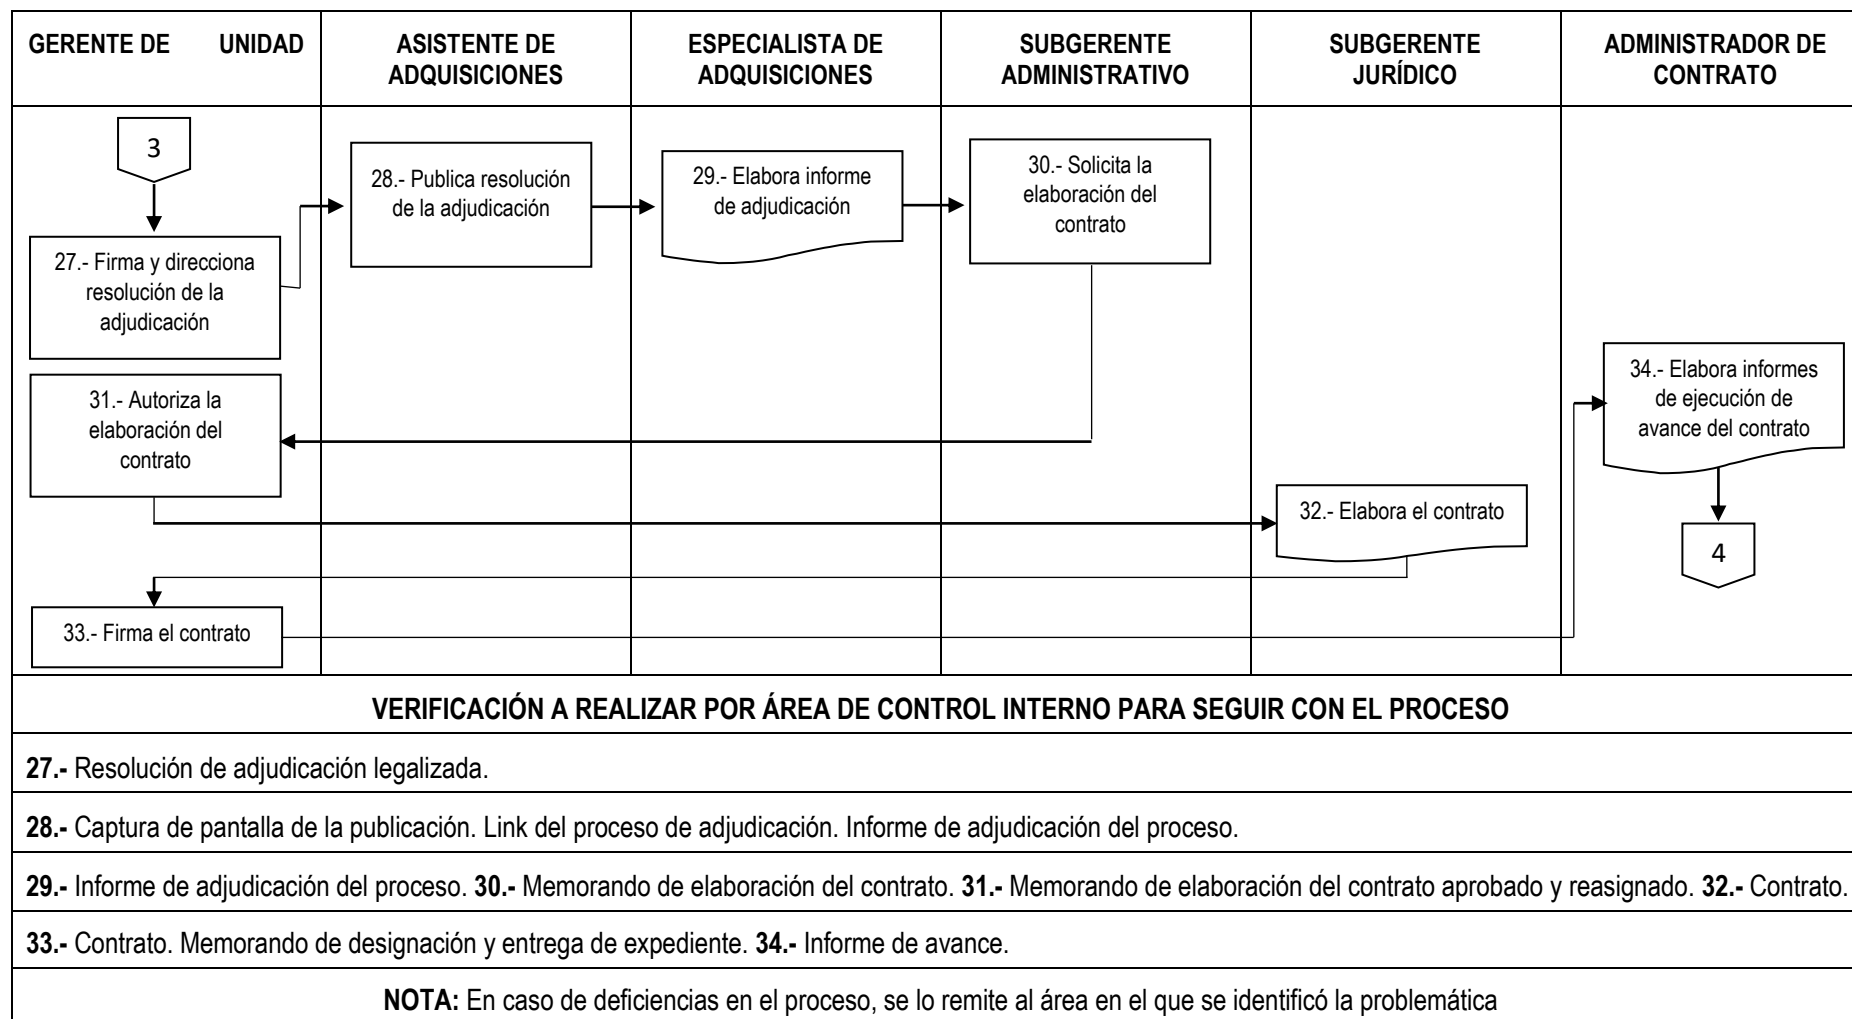 GERENTE DE UNIDAD
ASISTENTE DE
ADQUISICIONES
ESPECIALISTA DE
ADQUISICIONES
SUBGERENTE
ADMINISTRATIVO
SUBGERENTE
JURÍDICO
ADMINISTRADOR DE
CONTRATO
3
27.- Firma y direcciona
resolución de la
adjudicación
28.- Publica resolución
de la adjudicación
29.- Elabora informe
de adjudicación
30.- Solicita la
elaboración del
contrato
31.- Autoriza la
elaboración del
contrato
32.- Elabora el contrato
33.- Firma el contrato
34.- Elabora informes
de ejecución de
avance del contrato
4
VERIFICACIÓN A REALIZAR POR ÁREA DE CONTROL INTERNO PARA SEGUIR CON EL PROCESO
27.- Resolución de adjudicación legalizada.
28.- Captura de pantalla de la publicación. Link del proceso de adjudicación. Informe de adjudicación del proceso.
29.- Informe de adjudicación del proceso. 30.- Memorando de elaboración del contrato. 31.- Memorando de elaboración del contrato aprobado y reasignado. 32.- Contrato.
33.- Contrato. Memorando de designación y entrega de expediente. 34.- Informe de avance.
NOTA: En caso de deficiencias en el proceso, se lo remite al área en el que se identificó la problemática